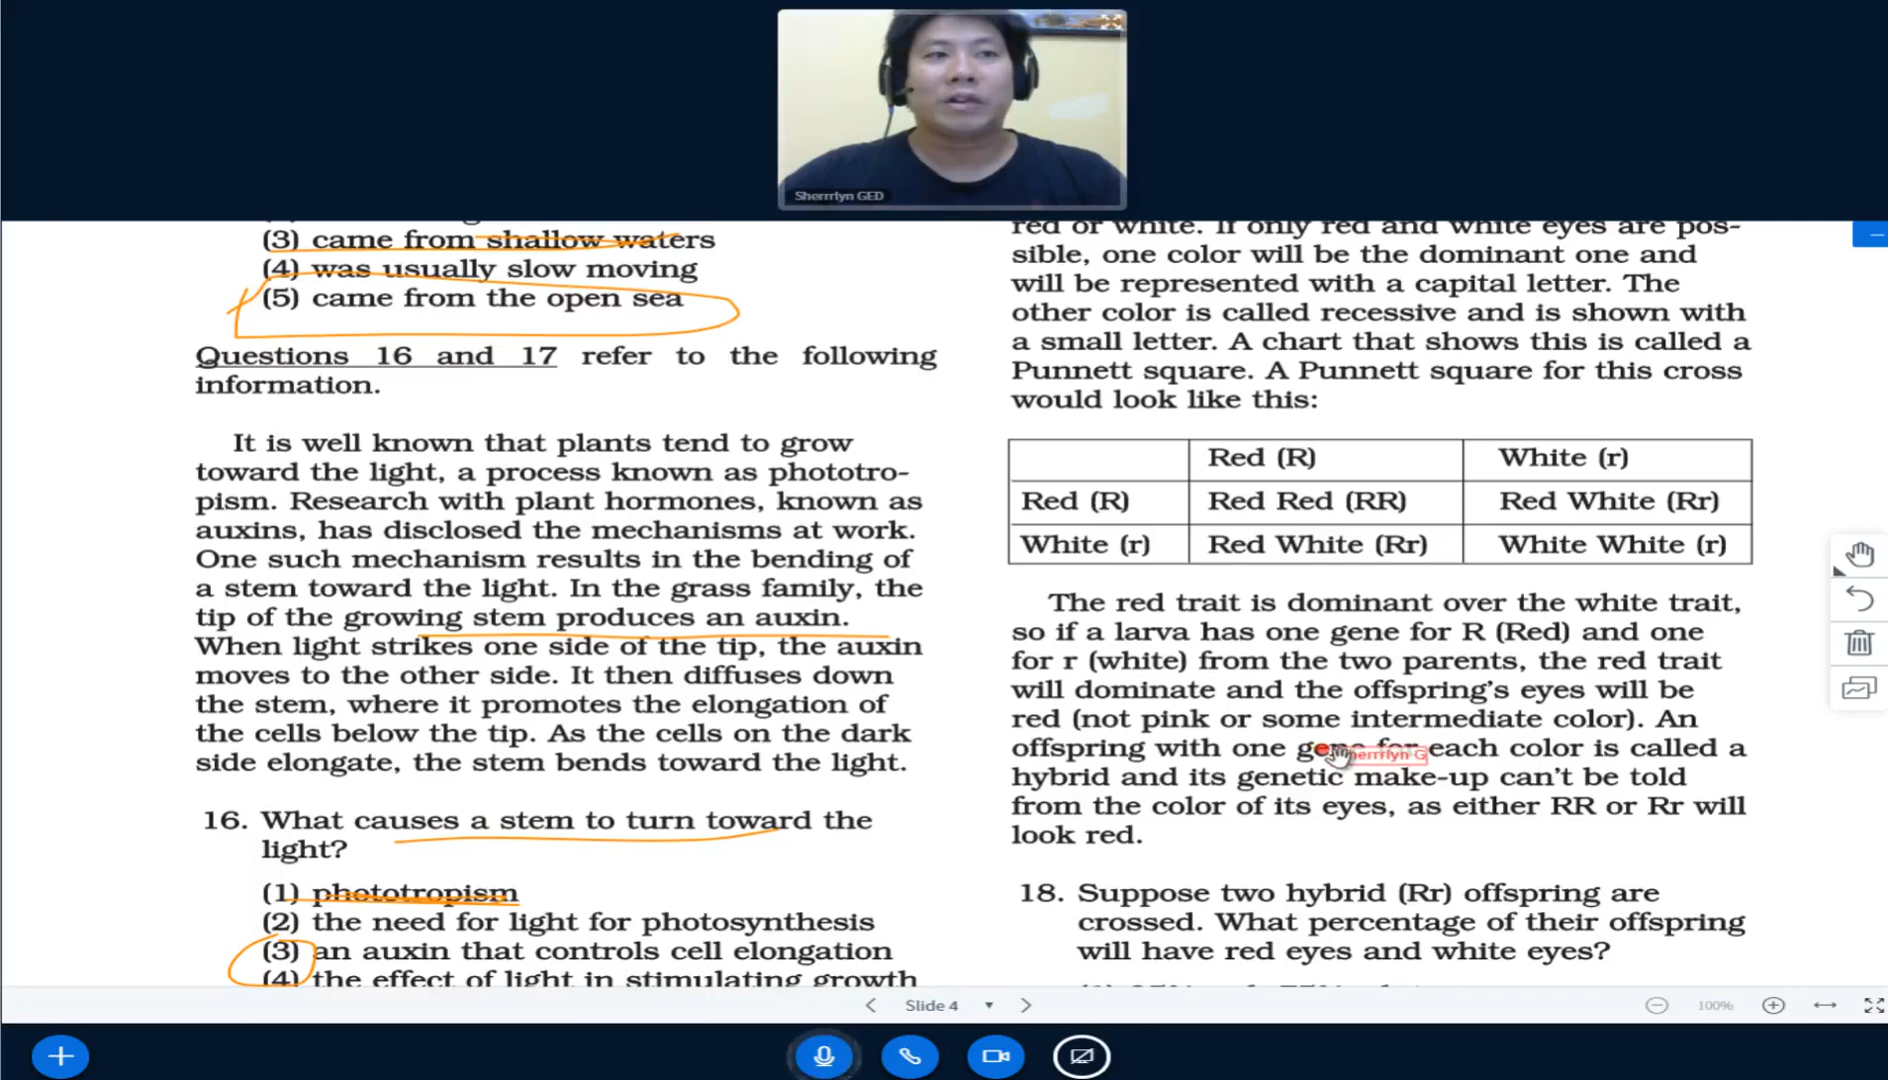 Sherrrlyn GED
(3) came from shallow waters
(4) was usually slow moving
(5) came from the open sea
Questions 16 and 17 refer to the following
information.
It is well known that plants tend to grow
toward the light, a process known as phototro-
pism. Research with plant hormones, known as
auxins, has disclosed the mechanisms at work.
One such mechanism results in the bending of
a stem toward the light. In the grass family, the
tip of the growing stem produces an auxin.
When light strikes one side of the tip, the auxin
moves to the other side. It then diffuses down
the stem, where it promotes the elongation of
the cells below the tip. As the cells on the dark
side elongate, the stem bends toward the light.
16. What causes a stem to turn toward the
light?
(1) phototropism
(2) the need for light for photosynthesis
(3) an auxin that controls cell elongation
(4) the effect of light in stimulating growth
red or white. If only red and white eyes are pos-
sible, one color will be the dominant one and
will be represented with a capital letter. The
other color is called recessive and is shown with
a small letter. A chart that shows this is called a
Punnett square. A Punnett square for this cross
would look like this:
Red (R) White (r)
Red (R) Red Red (RR) Red White (Rr)
White (r) Red White (Rr) White White (r)
The red trait is dominant over the white trait,
so if a larva has one gene for R (Red) and one
for r (white) from the two parents, the red trait
will dominate and the offspring's eyes will be
red (not pink or some intermediate color). An
offspring with one gene for each color is called a
hybrid and its genetic make-up can't be told
from the color of its eyes, as either RR or Rr will
look red.
18. Suppose two hybrid (Rr) offspring are
crossed. What percentage of their offspring
will have red eyes and white eyes?
Slide 4
100%